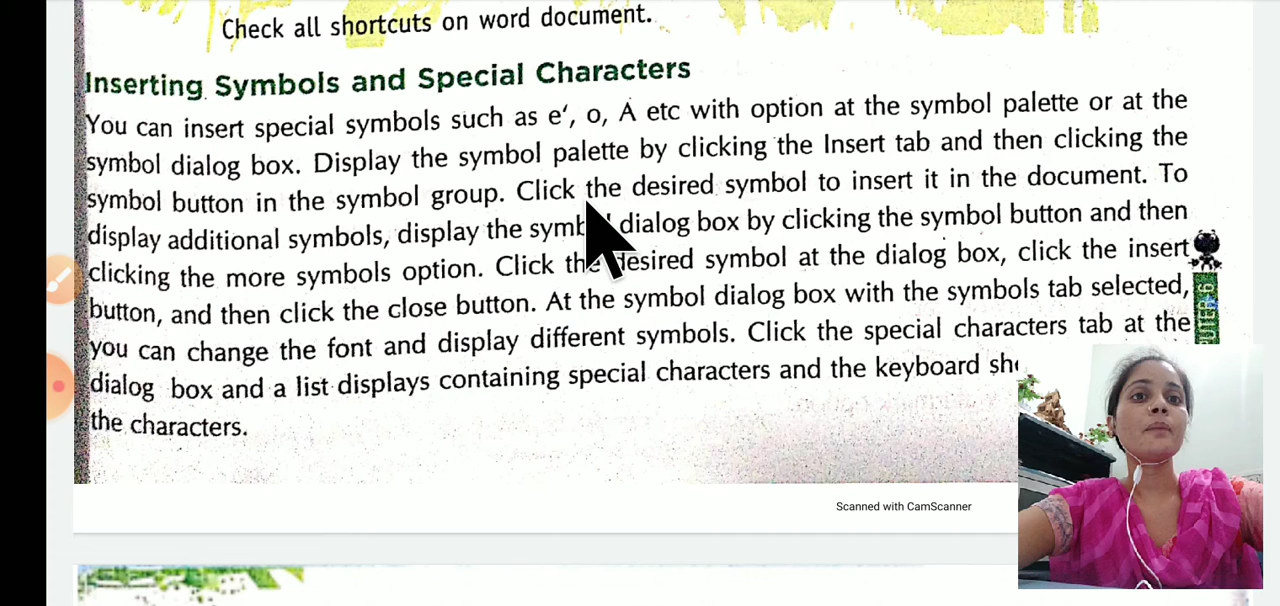 Check all shortcuts on word document.
Inserting Symbols and Special Characters
You can insert special symbols such as e', o, A etc with option at the symbol palette or at the
symbol dialog box. Display the symbol palette by clicking the Insert tab and then clicking the
symbol button in the symbol group. Click the desired symbol to insert it in the document. To
display additional symbols, display the dialog box by clicking the symbol button and then
clicking the more symbols option. Click the desired symbol at the dialog box, click the insert
button, and then click the close button. At the symbol dialog box with the symbols tab selected,
you can change the font and display different symbols. Click the special characters tab at the
dialog box and a list displays containing special characters and the keyboard
the characters.
Scanned with CamScanner